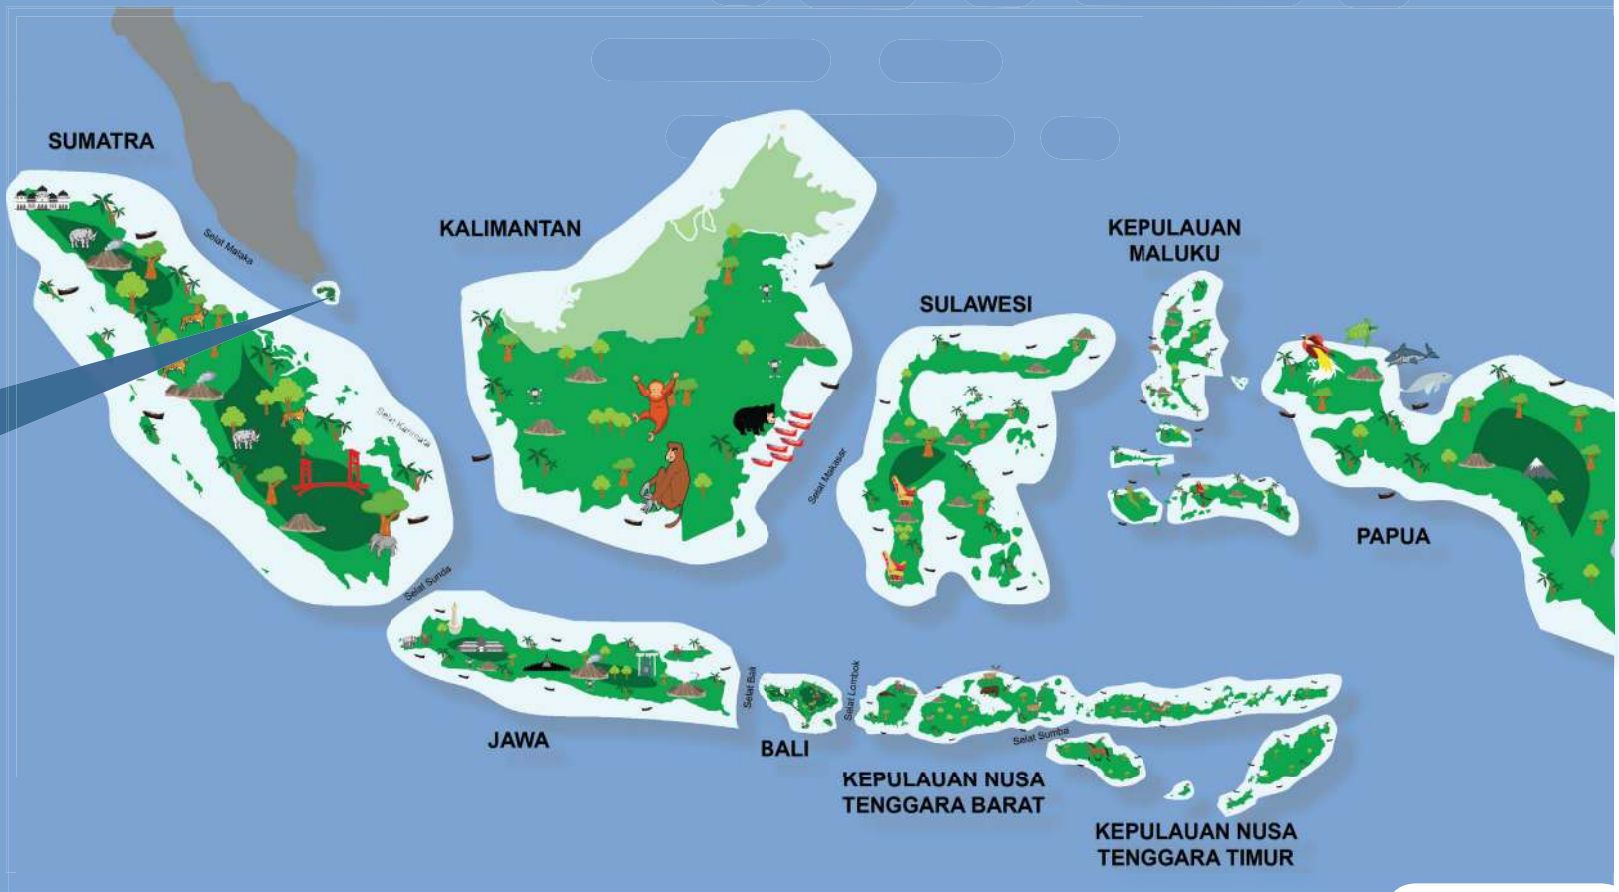 SUMATRA
Selat Malaka
KALIMANTAN
KEPULAUAN
MALUKU
SULAWESI
Selat Karimata
Selat Makasar
PAPUA
Selat Sunda
JAWA
Selat Bali
BALI
Selat Lombok
Selat Sumba
KEPULAUAN NUSA
TENGGARA BARAT
KEPULAUAN NUSA
TENGGARA TIMUR